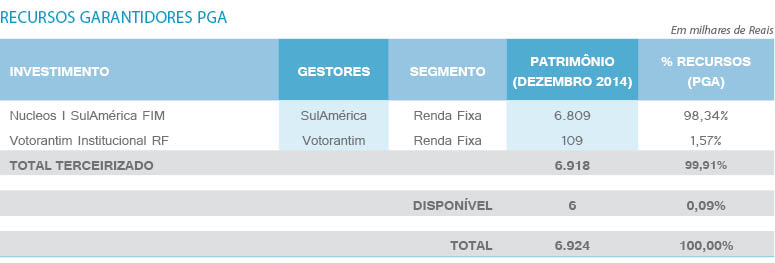 RECURSOS GARANTIDORES PGA
Em milhares de Reais
INVESTIMENTO GESTORES SEGMENTO PATRIMÔNIO (DEZEMBRO 2014) % RECURSOS (PGA)
Nucleos I SulAmérica FIM SulAmérica Renda Fixa 6.809 98,34%
Votorantim Institucional RF Votorantim Renda Fixa 109 1,57%
TOTAL TERCEIRIZADO 6.918 99,91%
DISPONÍVEL 6 0,09%
TOTAL 6.924 100,00%